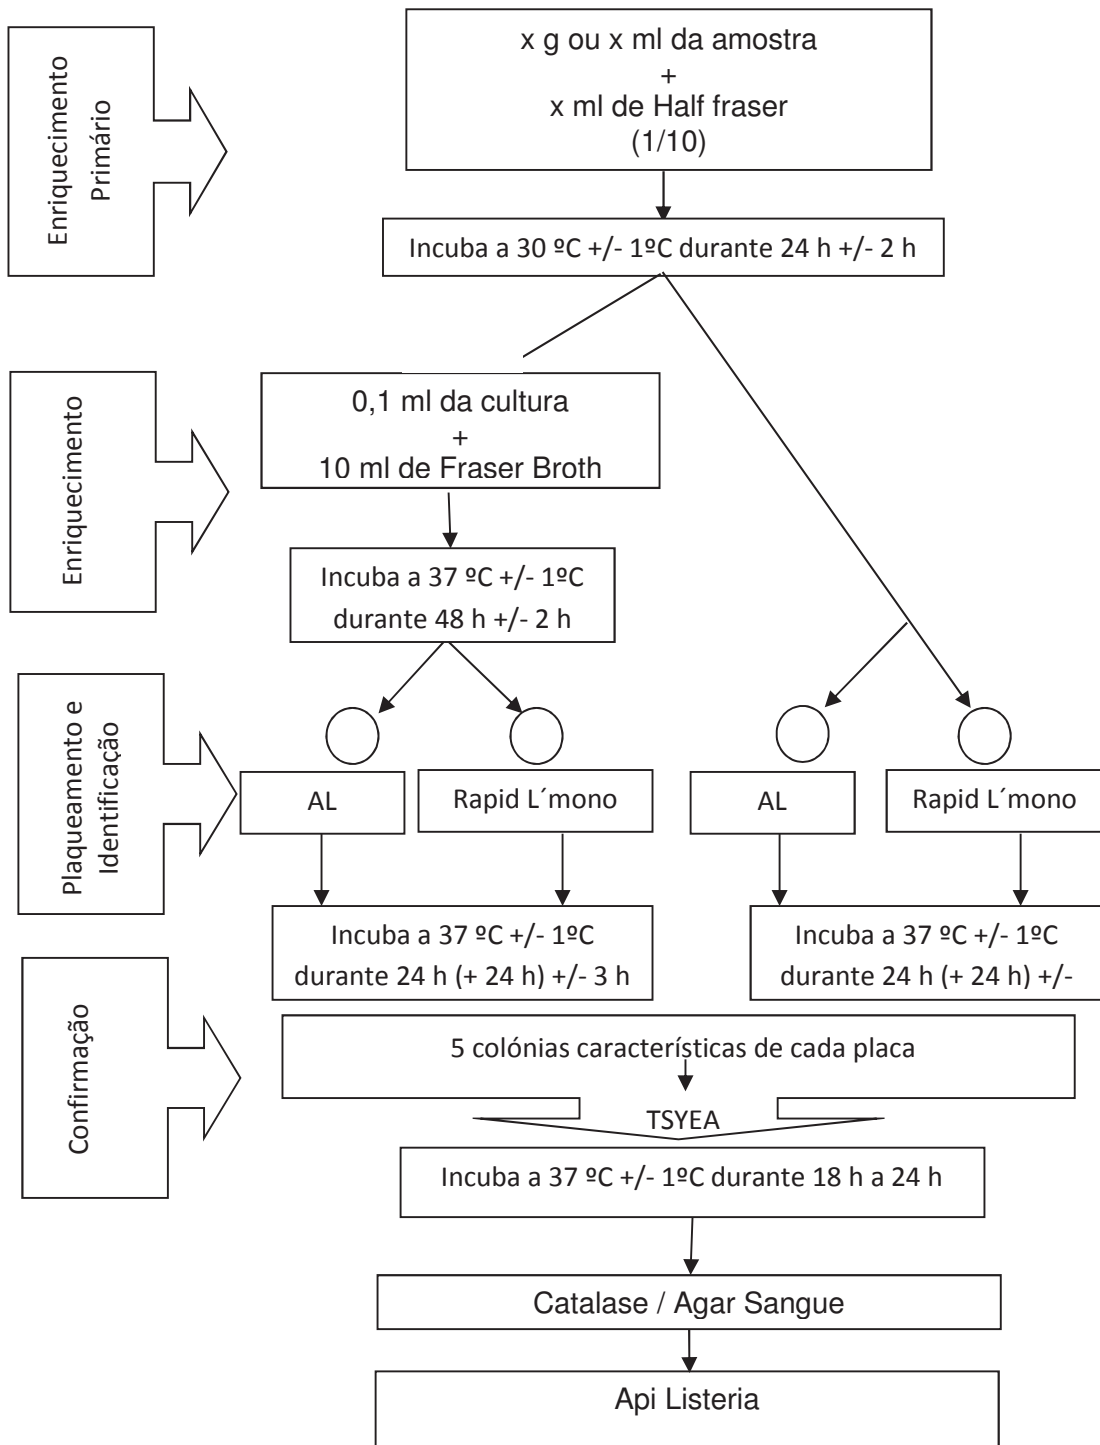 Enriquecimento
Primário
x g ou x ml da amostra
+
x ml de Half fraser
(1/10)
Incuba a 30 ºC +/- 1ºC durante 24 h +/- 2 h
Enriquecimento
0,1 ml da cultura
+
10 ml de Fraser Broth
Incuba a 37 ºC +/- 1ºC
durante 48 h +/- 2 h
Plaqueamento e
Identificação
AL
Rapid L´mono
AL
Rapid L´mono
Incuba a 37 ºC +/- 1ºC
durante 24 h (+ 24 h) +/- 3 h
Incuba a 37 ºC +/- 1ºC
durante 24 h (+ 24 h) +/-
Confirmação
5 colónias características de cada placa
TSYEA
Incuba a 37 ºC +/- 1ºC durante 18 h a 24 h
Catalase / Agar Sangue
Api Listeria